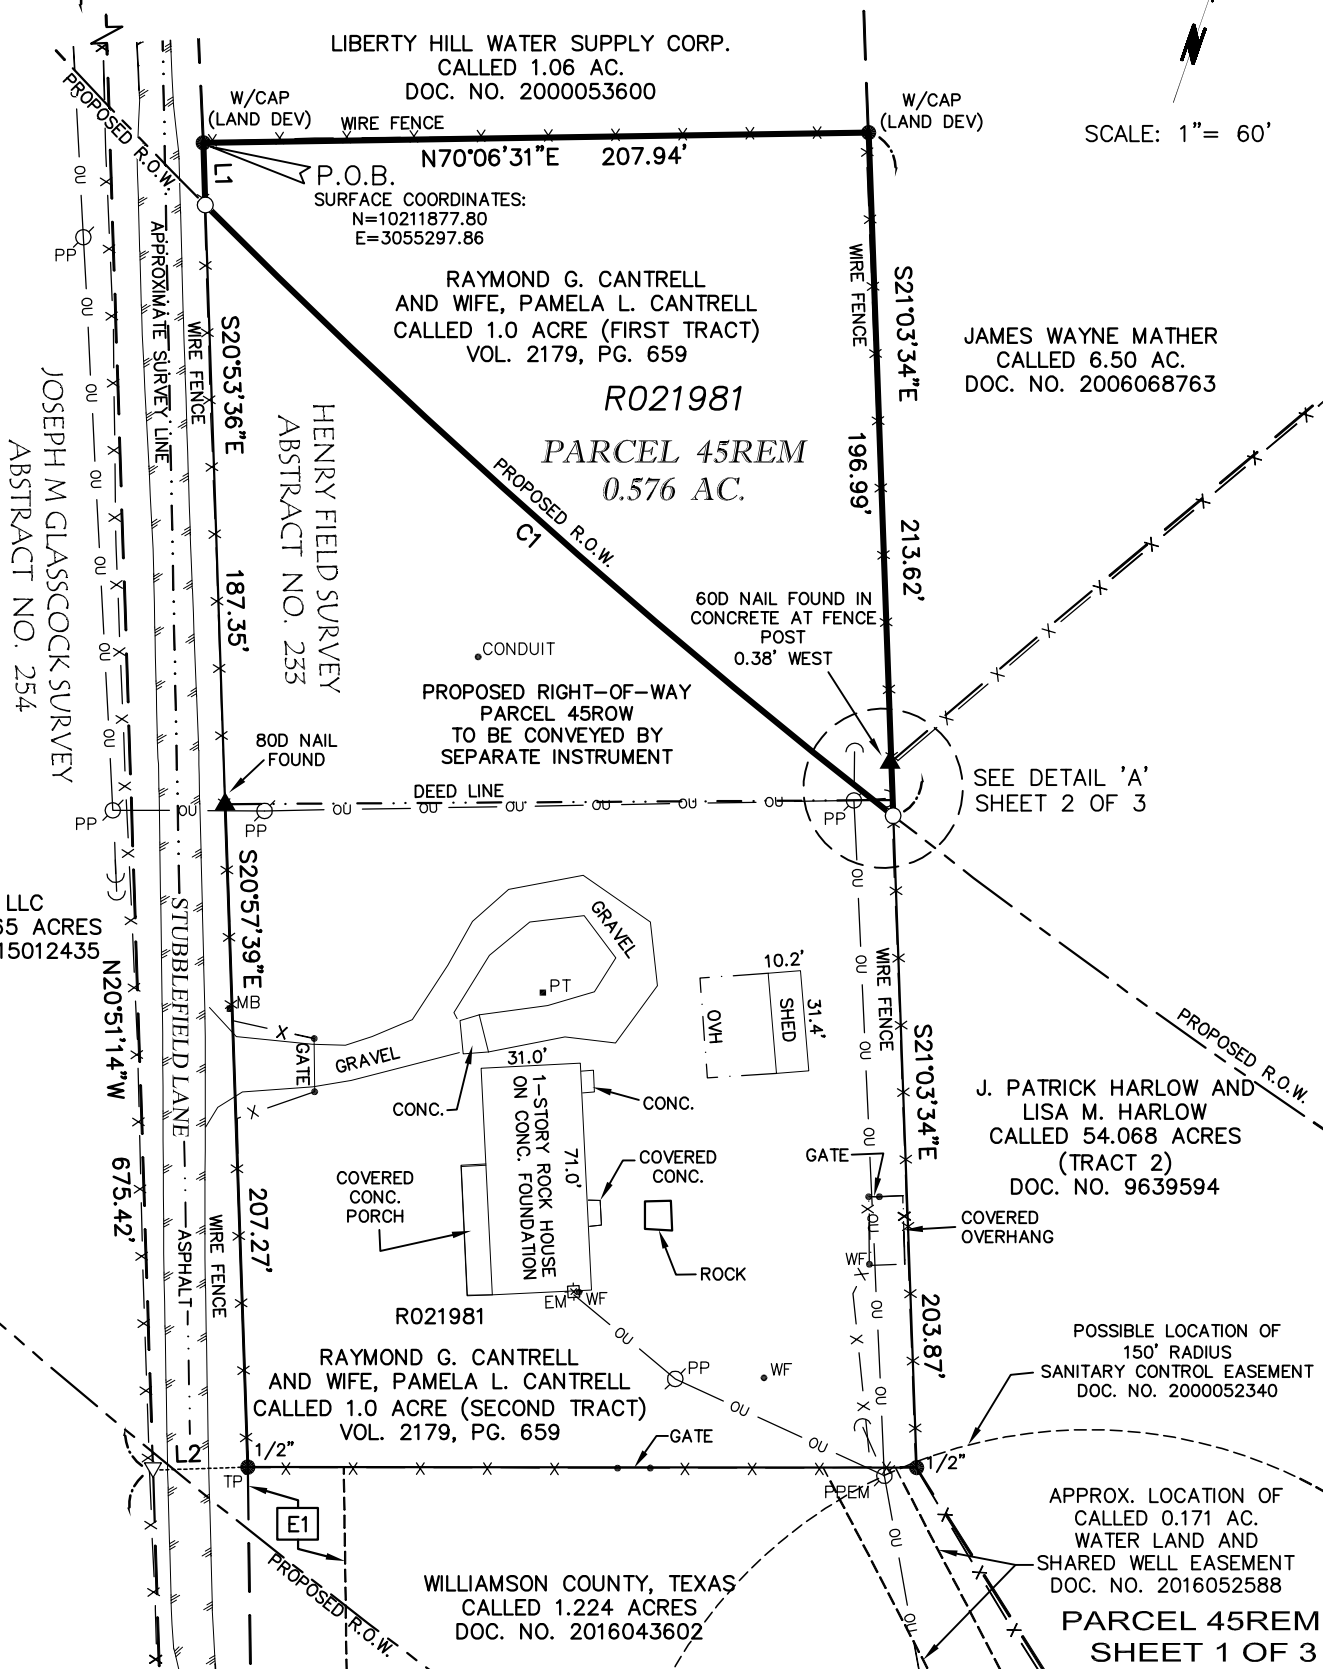 LIBERTY HILL WATER SUPPLY CORP.
CALLED 1.06 AC.
DOC. NO. 2000053600
W/CAP
(LAND DEV)
WIRE FENCE
W/CAP
(LAND DEV)
SCALE: 1"= 60'
N70°06'31"E 207.94'
PROPOSED R.O.W.
L1
P.O.B.
SURFACE COORDINATES:
N=10211877.80
E=3055297.86
OU
PP
APPROXIMATE SURVEY LINE
WIRE FENCE
S20°53'36"E
187.35'
RAYMOND G. CANTRELL
AND WIFE, PAMELA L. CANTRELL
CALLED 1.0 ACRE (FIRST TRACT)
VOL. 2179, PG. 659
R021981
PARCEL 45REM
0.576 AC.
WIRE FENCE
S21°03'34"E
196.99'
213.62'
JAMES WAYNE MATHER
CALLED 6.50 AC.
DOC. NO. 2006068763
JOSEPH M GLASSCOCK SURVEY
ABSTRACT NO. 254
HENRY FIELD SURVEY
ABSTRACT NO. 233
PROPOSED R.O.W.
C1
60D NAIL FOUND IN
CONCRETE AT FENCE
POST
0.38' WEST
CONDUIT
PROPOSED RIGHT-OF-WAY
PARCEL 45ROW
TO BE CONVEYED BY
SEPARATE INSTRUMENT
80D NAIL
FOUND
DEED LINE
OU
OU
OU
OU
OU
OU
OU
PP
PP
PP
SEE DETAIL 'A'
SHEET 2 OF 3
LLC
65 ACRES
15012435
N20°51'14"W
675.42'
STUBBLEFIELD LANE
ASPHALT
WIRE FENCE
S20°57'39"E
207.27'
MB
GATE
GRAVEL
GRAVEL
PT
10.2'
31.4'
SHED
OVH
WIRE FENCE
S21°03'34"E
203.87'
PROPOSED R.O.W.
31.0'
71.0'
1-STORY ROCK HOUSE
ON CONC. FOUNDATION
CONC.
CONC.
COVERED
CONC.
COVERED
CONC.
PORCH
ROCK
GATE
WF
COVERED
OVERHANG
J. PATRICK HARLOW AND
LISA M. HARLOW
CALLED 54.068 ACRES
(TRACT 2)
DOC. NO. 9639594
EM
WF
R021981
RAYMOND G. CANTRELL
AND WIFE, PAMELA L. CANTRELL
CALLED 1.0 ACRE (SECOND TRACT)
VOL. 2179, PG. 659
OU
PP
WF
OU
OU
GATE
POSSIBLE LOCATION OF
150' RADIUS
SANITARY CONTROL EASEMENT
DOC. NO. 2000052340
L2
1/2"
TP
E1
PPEM
1/2"
PROPOSED R.O.W.
WILLIAMSON COUNTY, TEXAS
CALLED 1.224 ACRES
DOC. NO. 2016043602
OU
OU
APPROX. LOCATION OF
CALLED 0.171 AC.
WATER LAND AND
SHARED WELL EASEMENT
DOC. NO. 2016052588
PARCEL 45REM
SHEET 1 OF 3